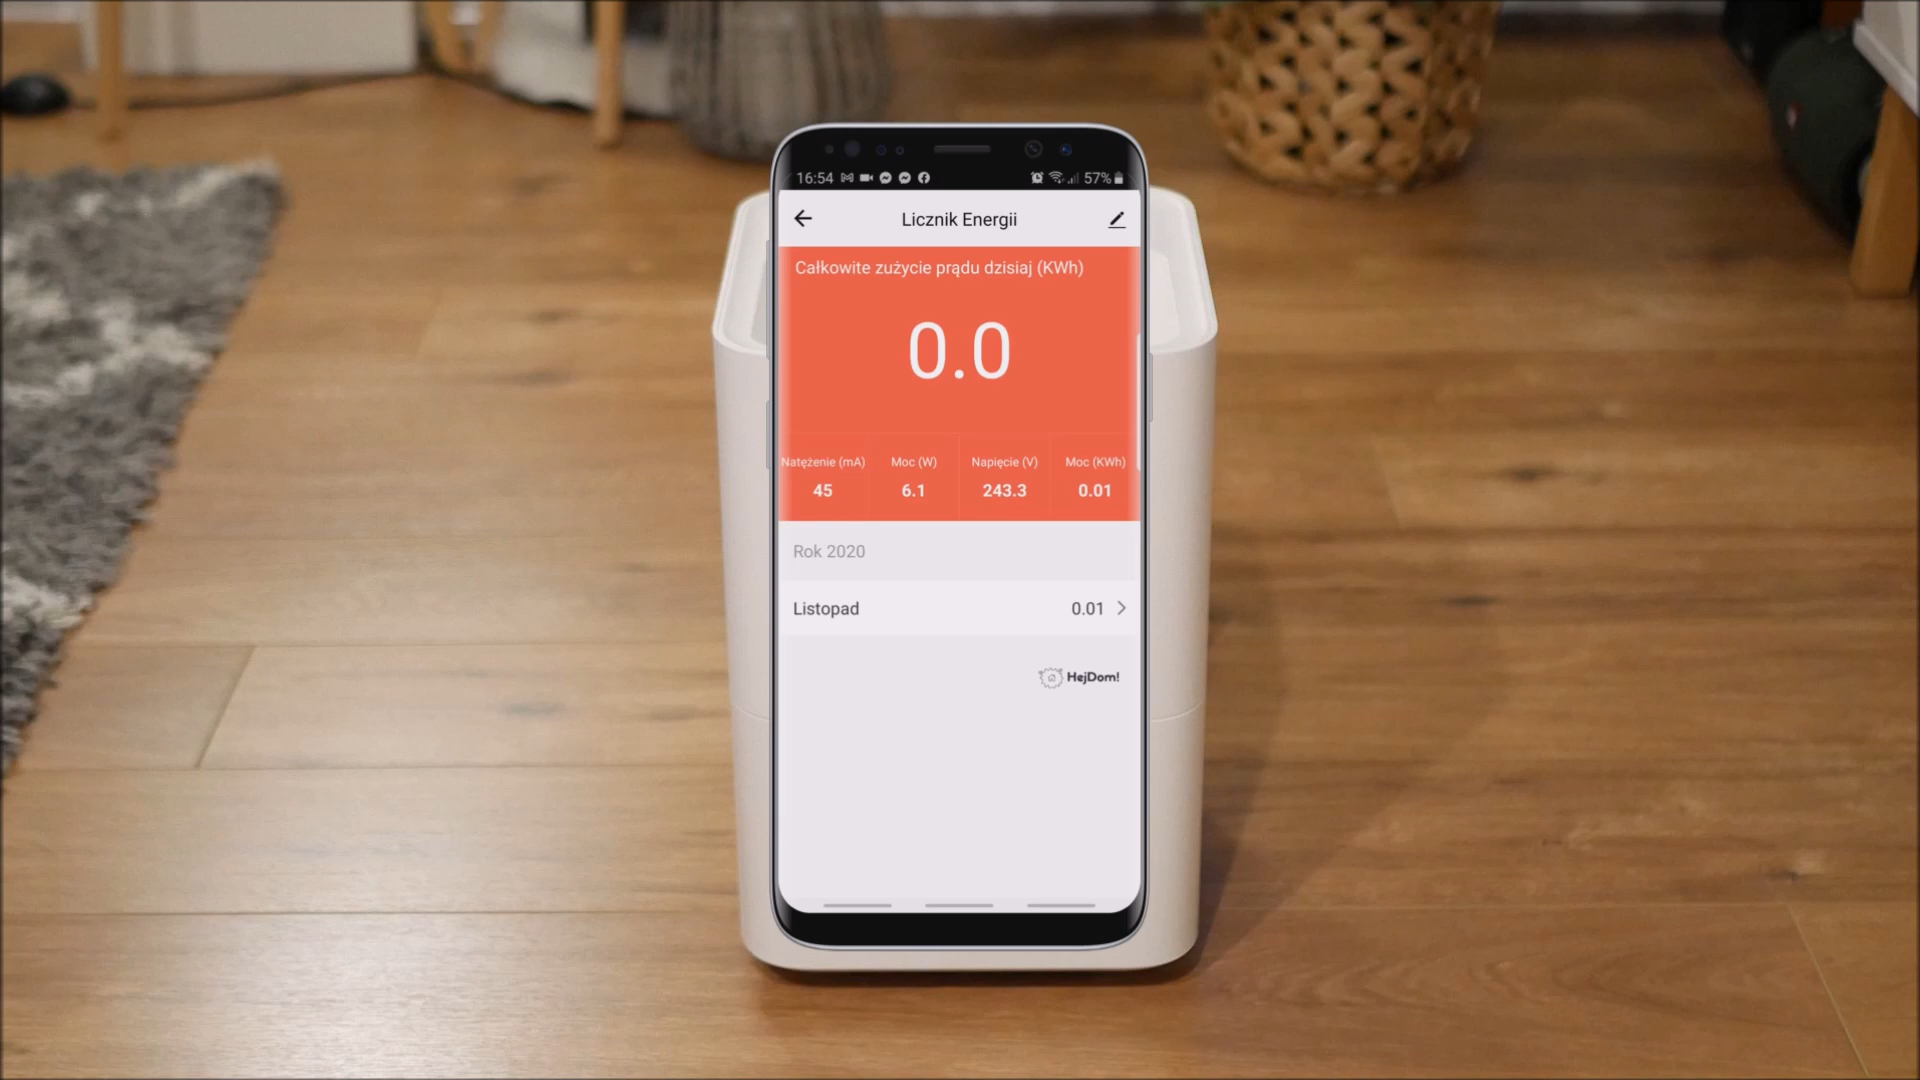 16:54 57%
Licznik Energii
Całkowite zużycie prądu dzisiaj (KWh)
0.0
Natężenie (mA) Moc (W) Napięcie (V) Moc (KWh)
45 6.1 243.3 0.01
Rok 2020
Listopad 0.01
HejDom!